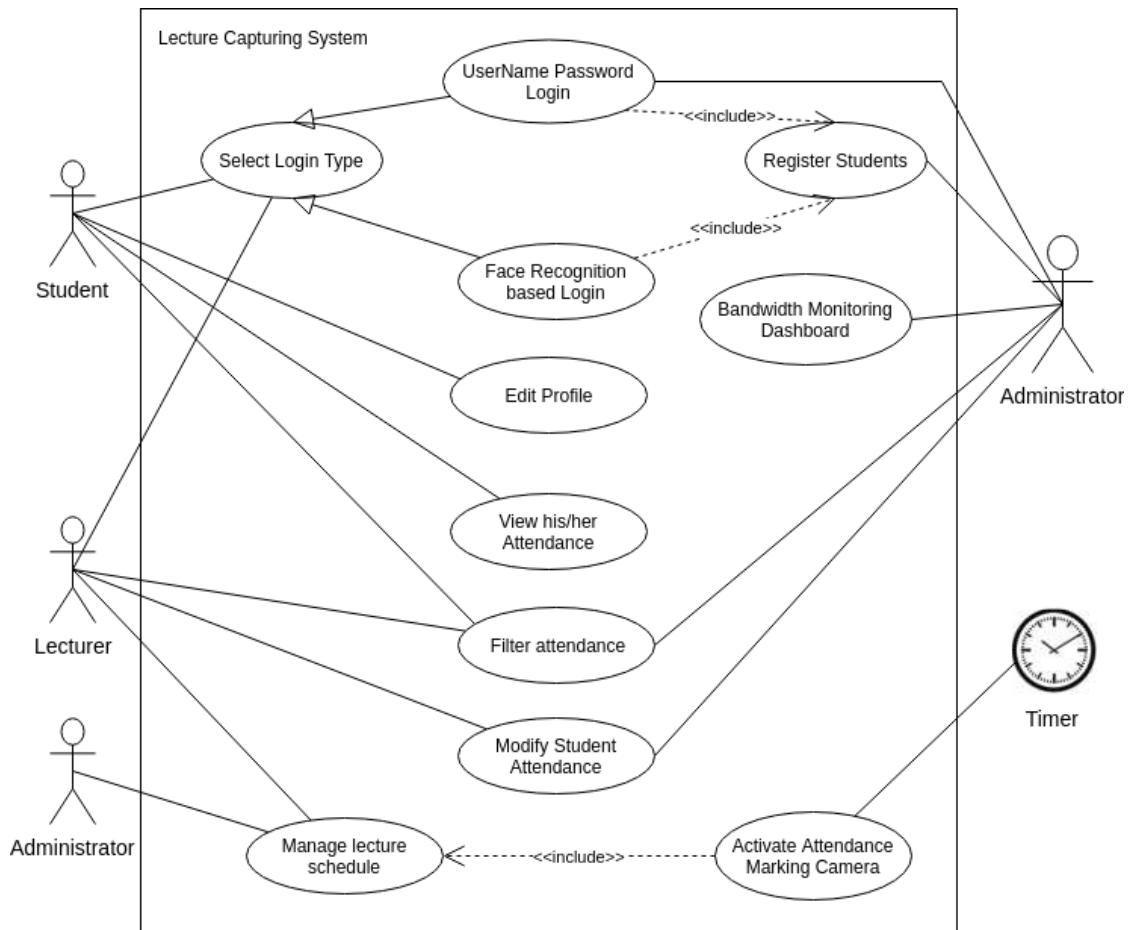 Lecture Capturing System
UserName Password
Login
<<include>>
Select Login Type
Register Students
<<include>>
Student
Face Recognition
based Login
Bandwidth Monitoring
Dashboard
Administrator
Edit Profile
View his/her
Attendance
Lecturer
Filter attendance
Timer
Modify Student
Attendance
Administrator
Manage lecture
schedule
<<include>>
Activate Attendance
Marking Camera